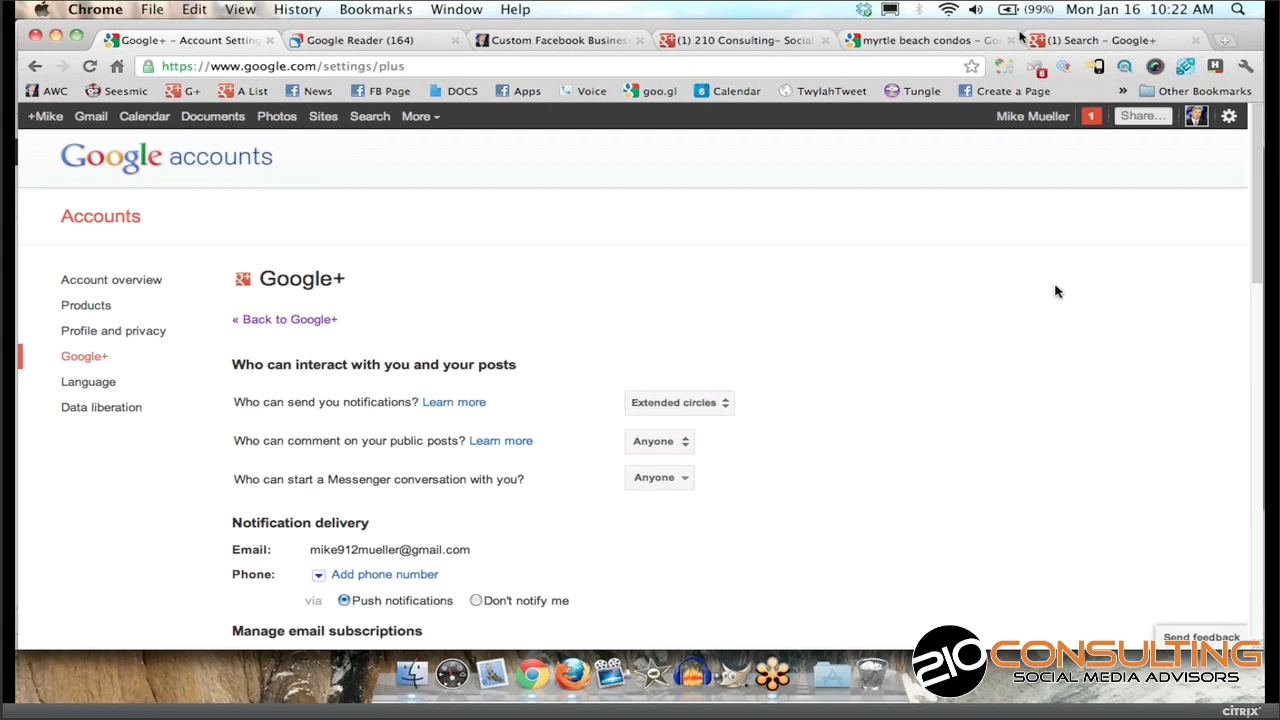 Chrome File Edit View History Bookmarks Window Help (99%) Mon Jan 16 10:22 AM
Google+ – Account Setting Google Reader (164) Custom Facebook Busines (1) 210 Consulting– Social myrtle beach condos – Go (1) Search – Google+
https://www.google.com/settings/plus 6
AWC Seesmic G+ A List News FB Page DOCS Apps Voice goo.gl 6 Calendar TwylahTweet Tungle Create a Page » Other Bookmarks
+Mike Gmail Calendar Documents Photos Sites Search More Mike Mueller 1 Share...
Google accounts
Accounts
Account overview
Products
Profile and privacy
Google+
Language
Data liberation
Google+
« Back to Google+
Who can interact with you and your posts
Who can send you notifications? Learn more Extended circles
Who can comment on your public posts? Learn more Anyone
Who can start a Messenger conversation with you? Anyone
Notification delivery
Email: mike912mueller@gmail.com
Phone: Add phone number
via Push notifications Don't notify me
Manage email subscriptions
Send feedback
210 CONSULTING
SOCIAL MEDIA ADVISORS
CITRIX